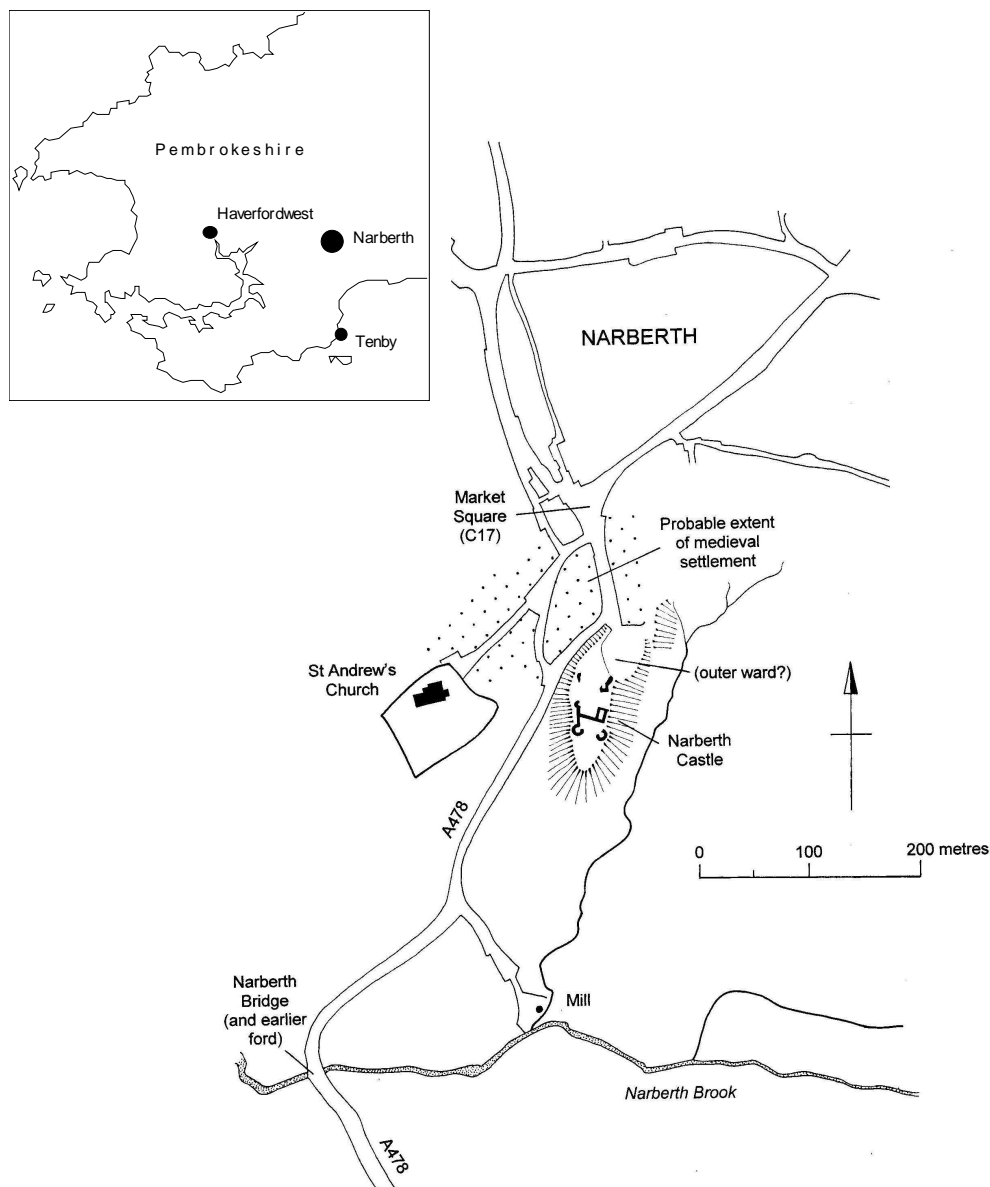 Pembrokeshire
Haverfordwest
Narberth
Tenby
NARBERTH
Market
Square
(C17)
Probable extent
of medieval
settlement
St Andrew's
Church
(outer ward?)
Narberth
Castle
A478
0 100 200 metres
Narberth
Bridge
(and earlier
ford)
Mill
Narberth Brook
A478